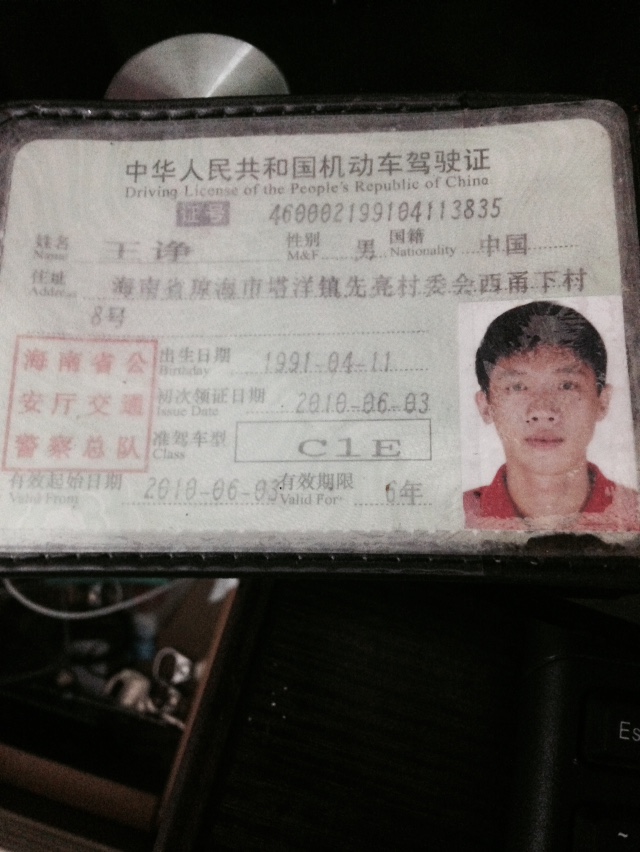 中华人民共和国机动车驾驶证
Driving License of the People's Republic of China
证号 460002199104113835
姓名 王诤 性别 男 国籍 中国
Name M&F Nationality
住址 海南省琼海市塔洋镇先亮村委会西甬下村
Address
8号
海南省公
安厅交通
警察总队
出生日期 1991-04-11
Birthday
初次领证日期 2010-06-03
Issue Date
准驾车型 C1E
Class
有效起始日期 2010-06-03 有效期限 6年
Valid From Valid For
~